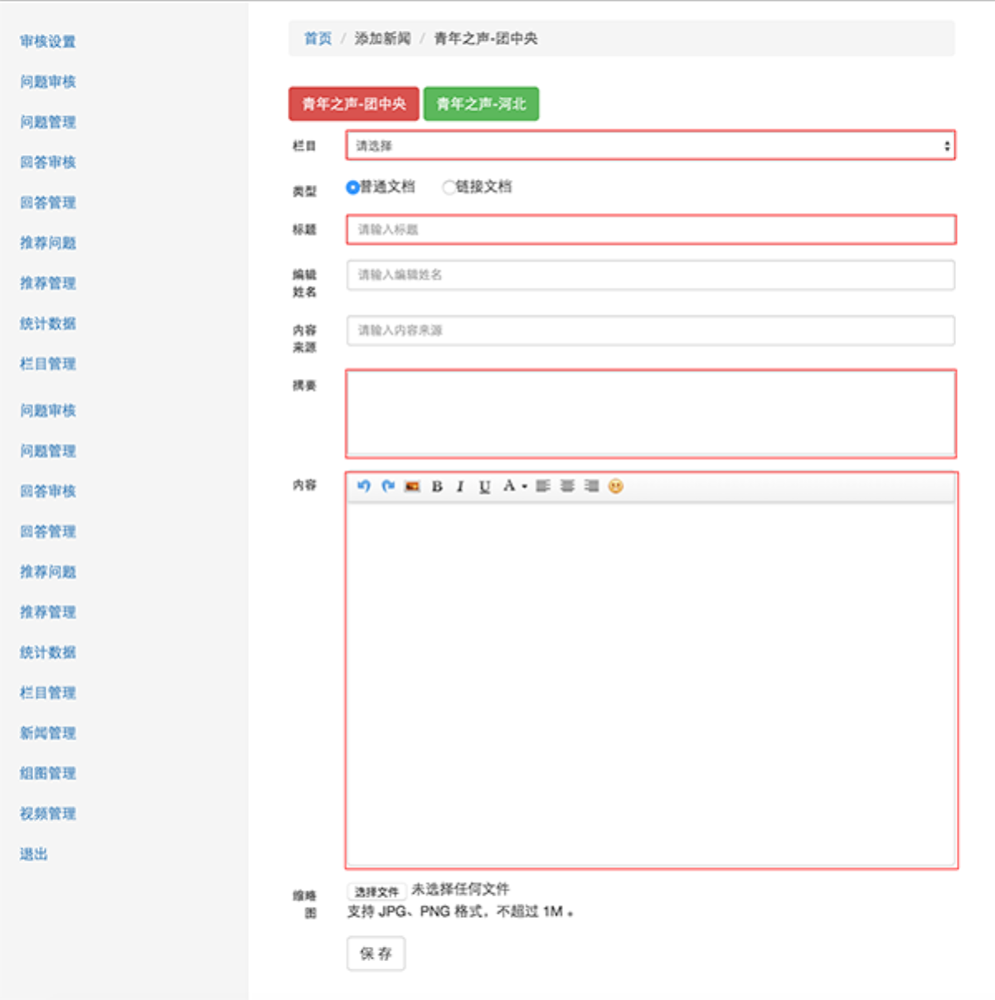 审核设置
问题审核
问题管理
回答审核
回答管理
推荐问题
推荐管理
统计数据
栏目管理
问题审核
问题管理
回答审核
回答管理
推荐问题
推荐管理
统计数据
栏目管理
新闻管理
组图管理
视频管理
退出
首页 / 添加新闻 / 青年之声-团中央
青年之声-团中央 青年之声-河北
栏目 请选择
类型 普通文档 链接文档
标题 请输入标题
编辑
姓名
请输入编辑姓名
内容
来源
请输入内容来源
摘要
内容
B I U A
缩略
图
选择文件 未选择任何文件
支持 JPG、PNG 格式，不超过 1M 。
保 存